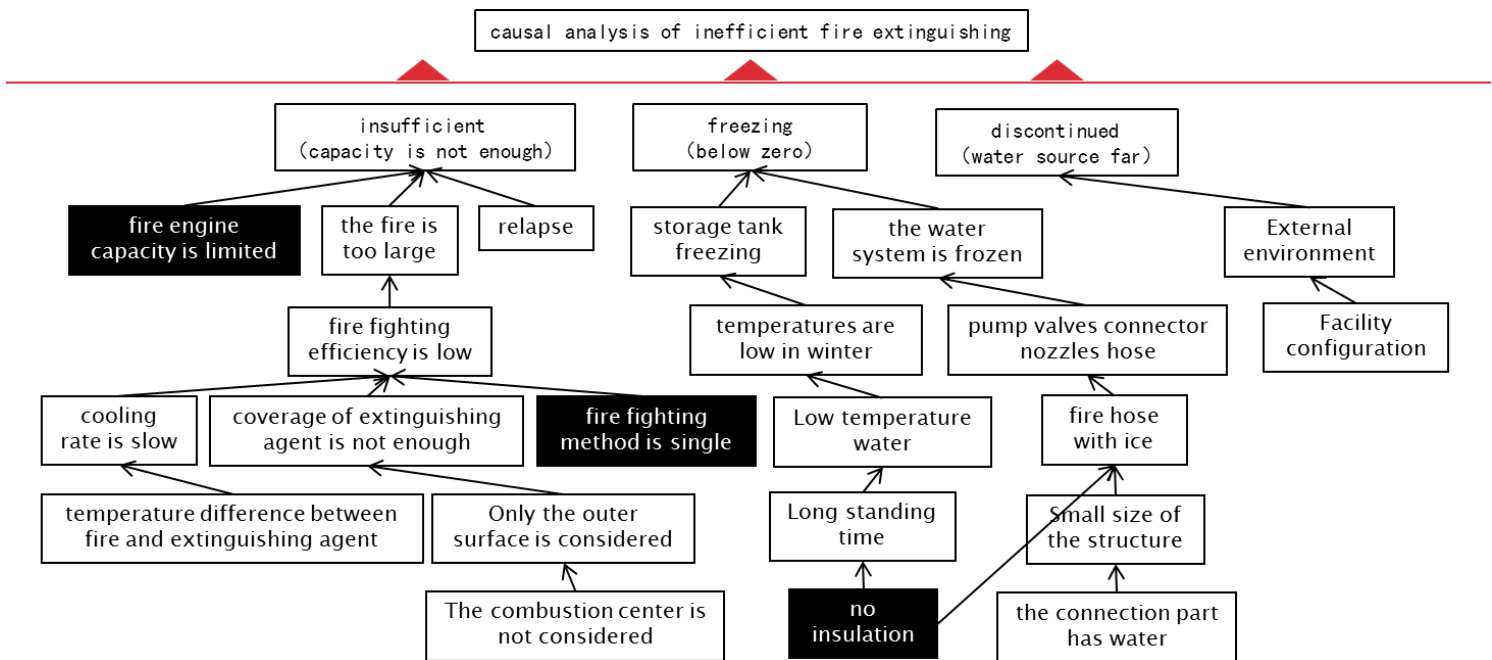 causal analysis of inefficient fire extinguishing
insufficient
(capacity is not enough)
freezing
(below zero)
discontinued
(water source far)
fire engine
capacity is limited
the fire is
too large
relapse
storage tank
freezing
the water
system is frozen
External
environment
fire fighting
efficiency is low
temperatures are
low in winter
pump valves connector
nozzles hose
Facility
configuration
cooling
rate is slow
coverage of extinguishing
agent is not enough
fire fighting
method is single
Low temperature
water
fire hose
with ice
temperature difference between
fire and extinguishing agent
Only the outer
surface is considered
Long standing
time
Small size of
the structure
The combustion center is
not considered
no
insulation
the connection part
has water